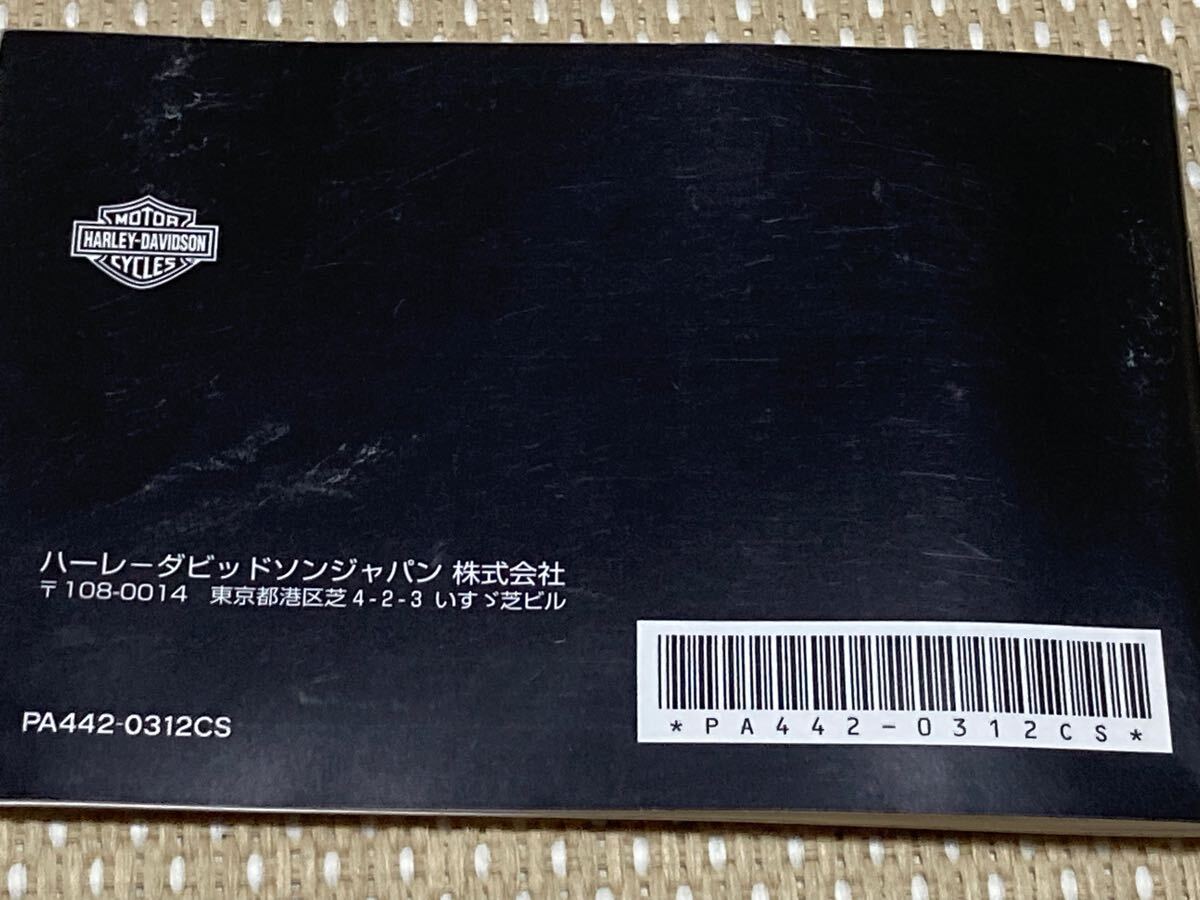 MOTOR
HARLEY-DAVIDSON
CYCLES
ハーレーダビッドソンジャパン 株式会社
〒108-0014 東京都港区芝4-2-3 いすゞ芝ビル
PA442-0312CS
*PA442-0312CS*